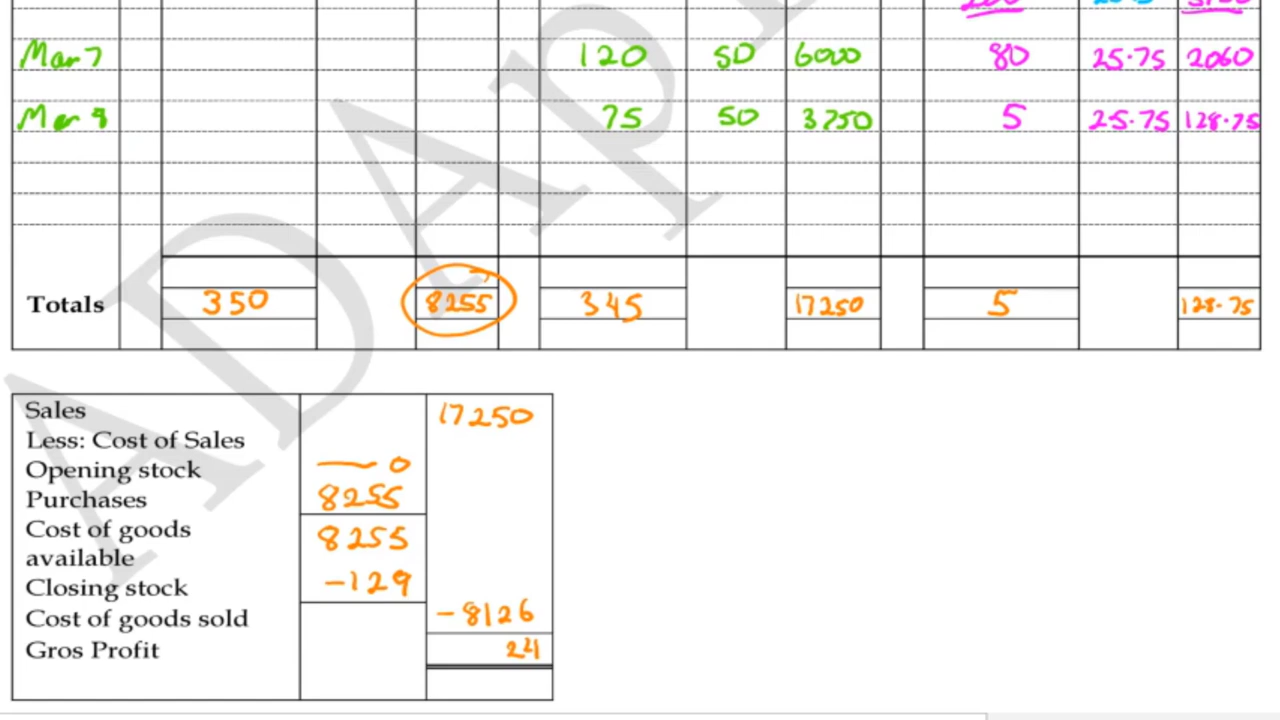 Mar 7 120 50 6000 80 25.75 2060
Mar 8 75 50 3750 5 25.75 128.75
Totals 350 8255 345 17250 5 128.75
Sales 17250
Less: Cost of Sales
Opening stock — 0
Purchases 8255
Cost of goods 8255
available
Closing stock -129
Cost of goods sold -8126
Gros Profit 24